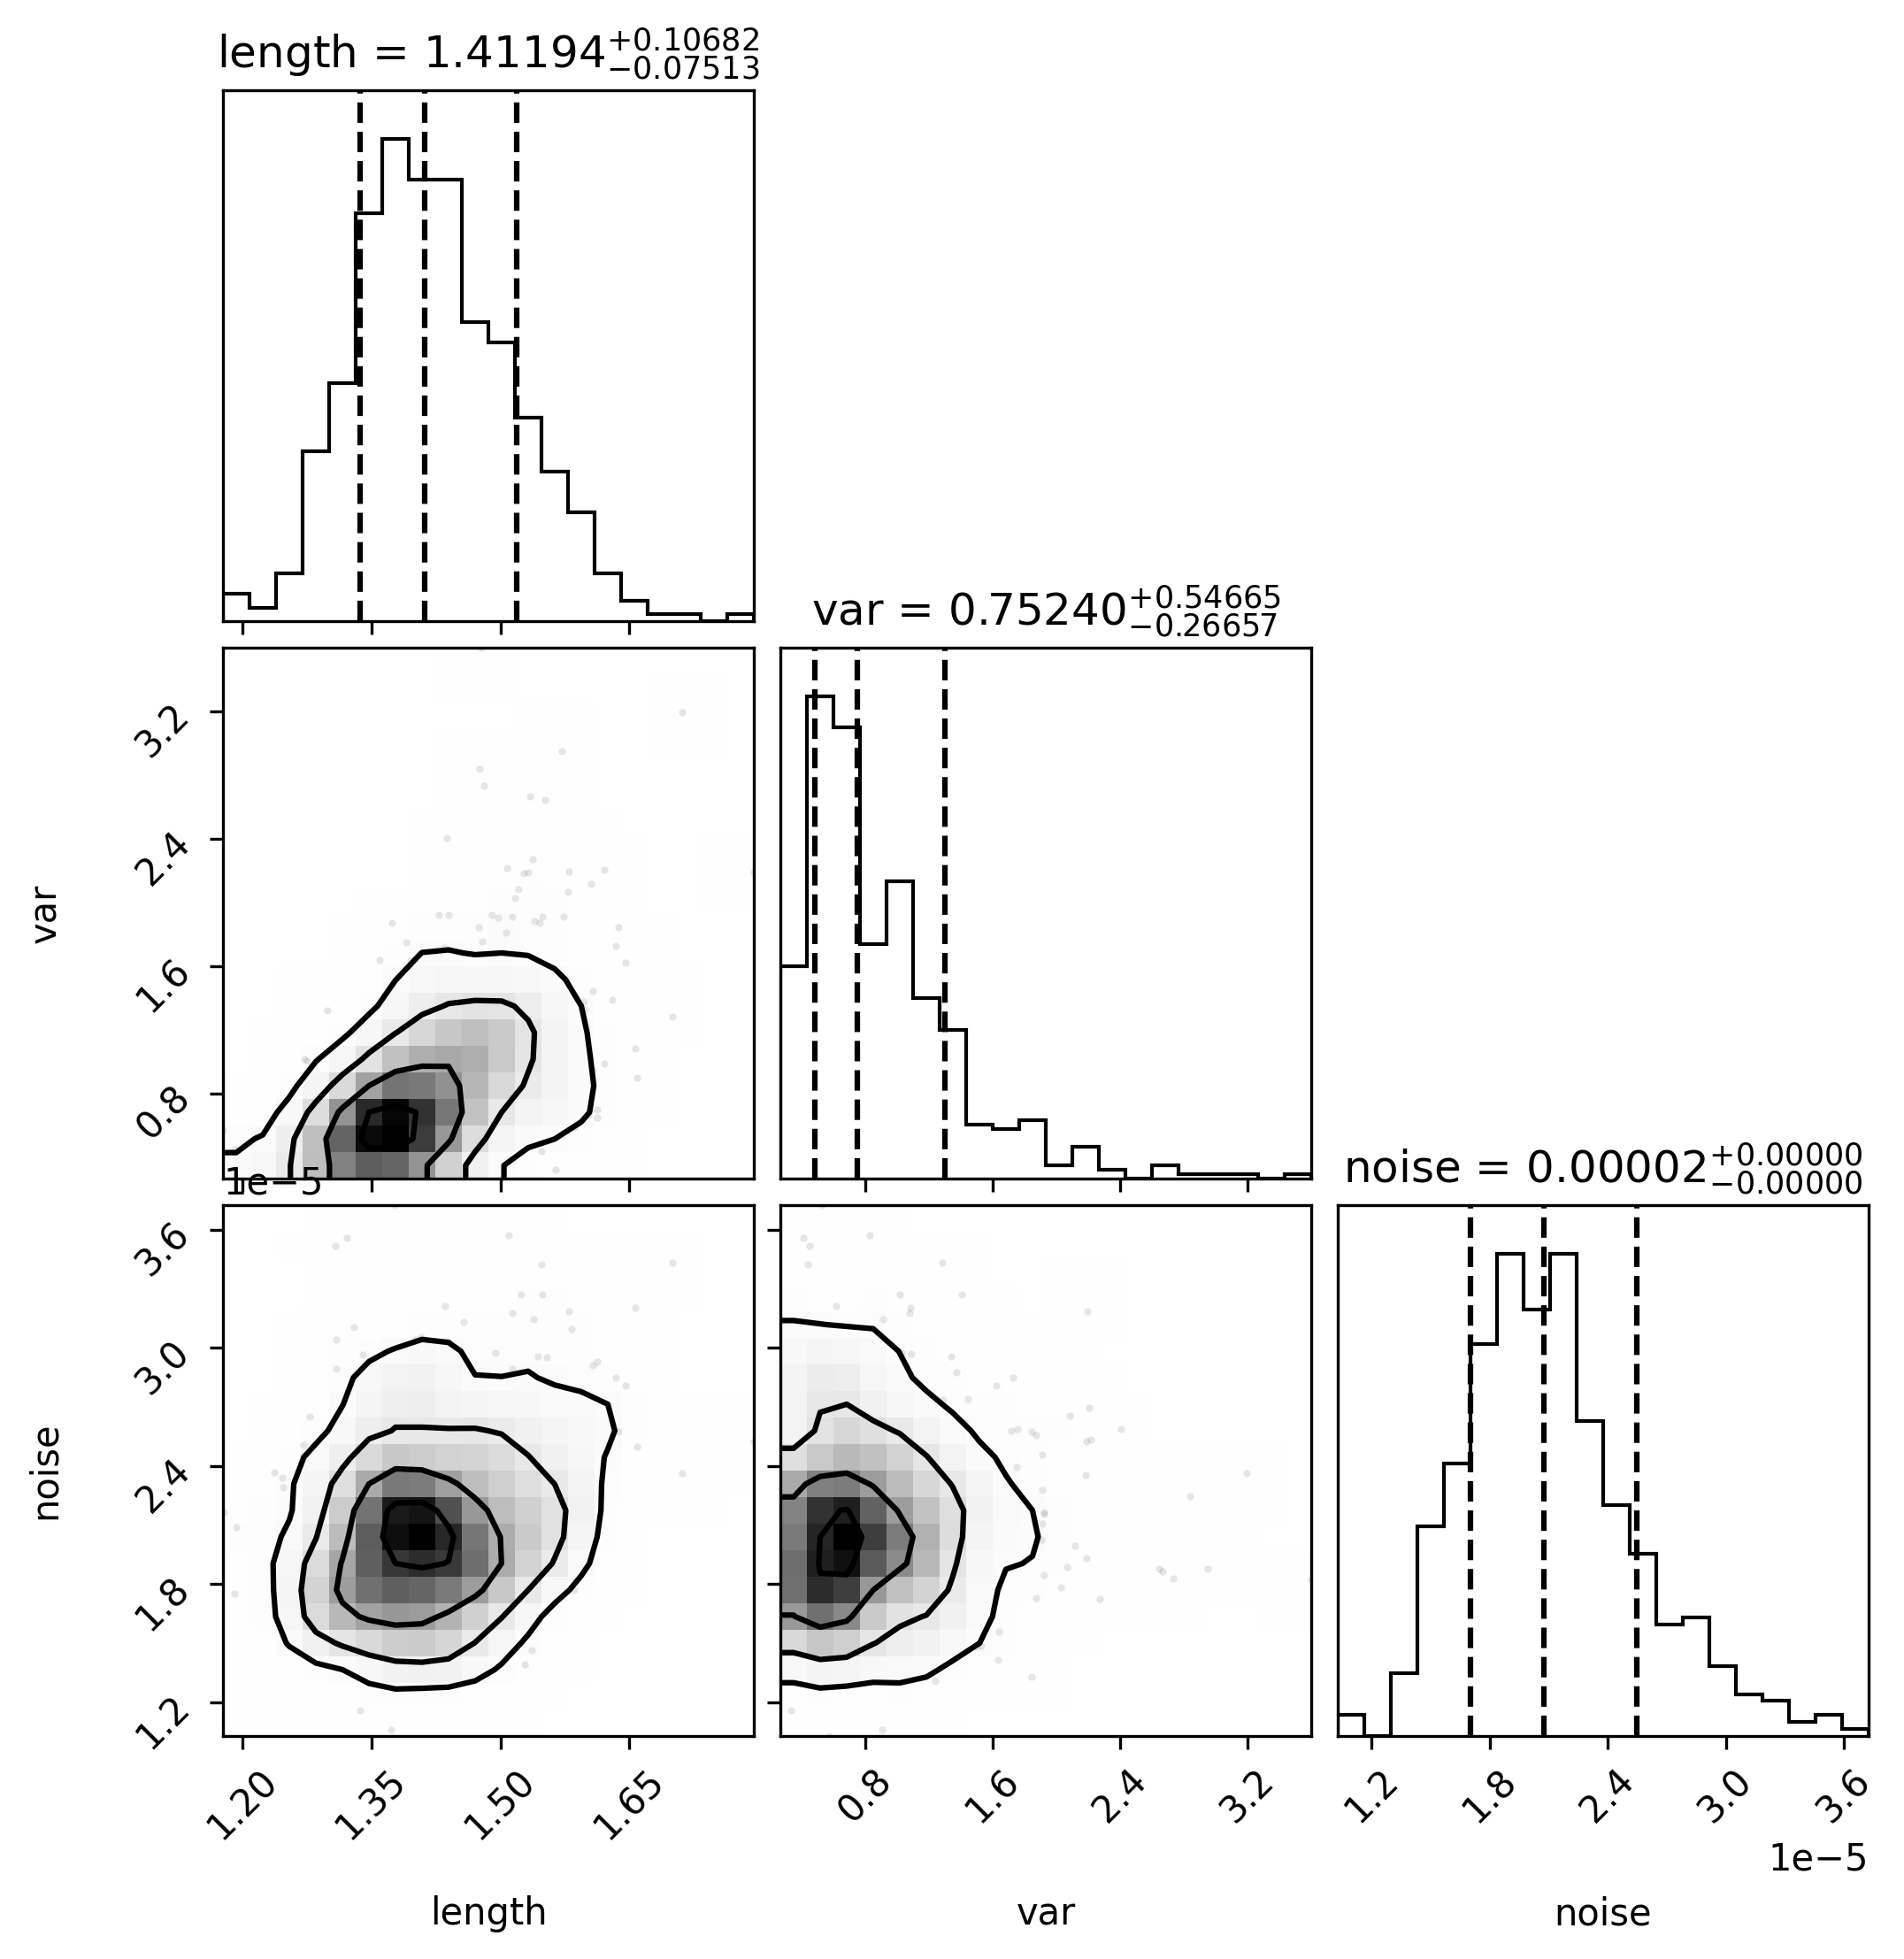 length = 1.41194+0.10682−0.07513
var = 0.75240+0.54665−0.26657
3.2
2.4
1.6
0.8
var
1e−5
noise = 0.00002+0.00000−0.00000
3.6
3.0
2.4
1.8
1.2
noise
1.20 1.35 1.50 1.65 0.8 1.6 2.4 3.2 1.2 1.8 2.4 3.0 3.6
1e−5
length var noise